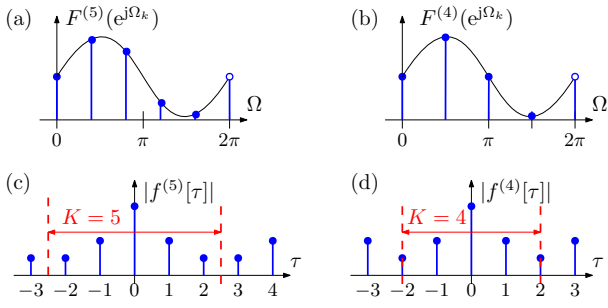 (a) F^(5)(e^jΩ_k)
Ω
0 π 2π
(b) F^(4)(e^jΩ_k)
Ω
0 π 2π
(c) |f^(5)[τ]|
K = 5
τ
−3 −2 −1 0 1 2 3 4
(d) |f^(4)[τ]|
K = 4
τ
−3 −2 −1 0 1 2 3